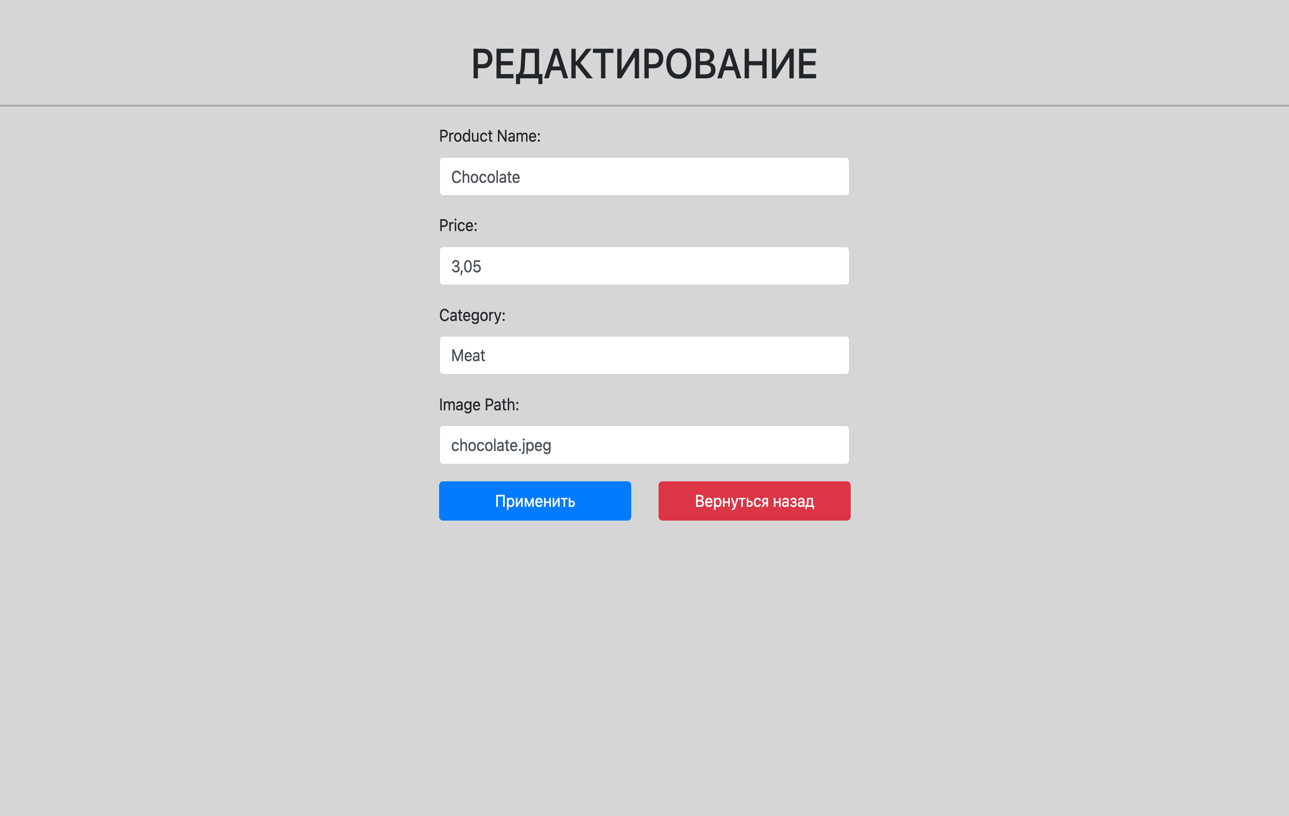 РЕДАКТИРОВАНИЕ
Product Name:
Chocolate
Price:
3,05
Category:
Meat
Image Path:
chocolate.jpeg
Применить
Вернуться назад